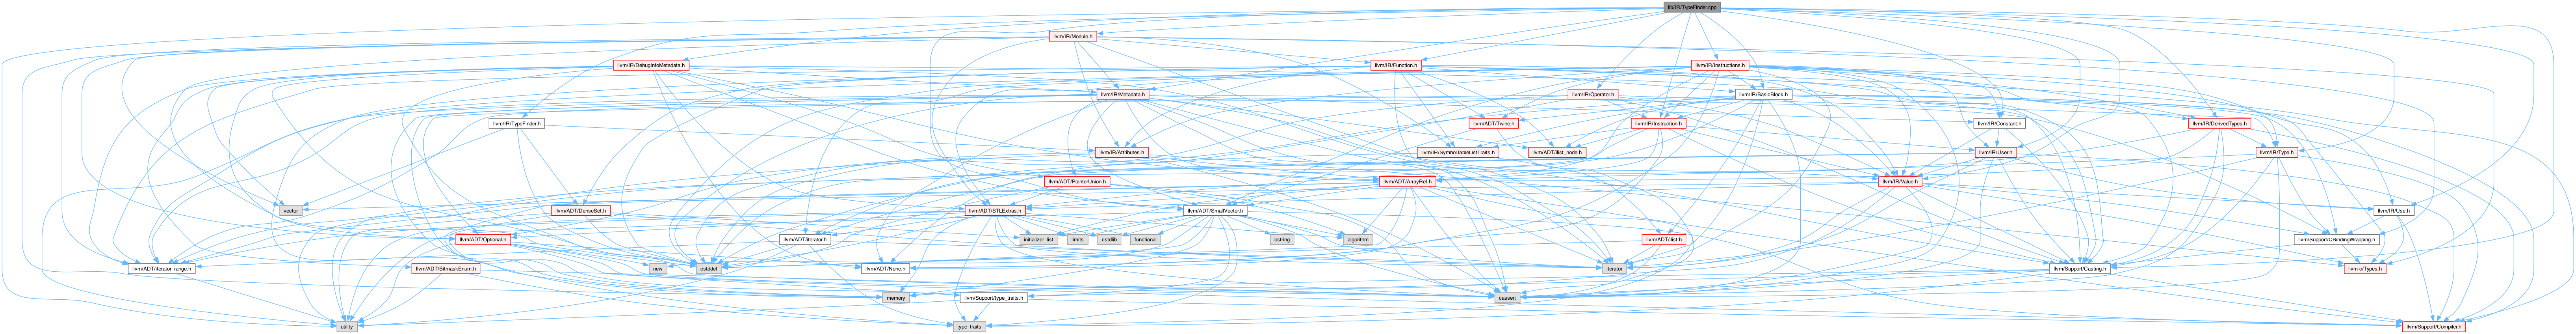 lib/IR/TypeFinder.cpp
llvm/IR/Module.h
llvm/IR/DebugInfoMetadata.h
llvm/IR/Function.h
llvm/IR/Instructions.h
llvm/IR/Metadata.h
llvm/IR/Operator.h
llvm/IR/BasicBlock.h
llvm/IR/TypeFinder.h
llvm/ADT/Twine.h
llvm/IR/Instruction.h
llvm/IR/Constant.h
llvm/IR/DerivedTypes.h
llvm/IR/Attributes.h
llvm/IR/SymbolTableListTraits.h
llvm/ADT/ilist_node.h
llvm/IR/User.h
llvm/IR/Type.h
llvm/ADT/PointerUnion.h
llvm/ADT/ArrayRef.h
llvm/IR/Value.h
vector
llvm/ADT/DenseSet.h
llvm/ADT/STLExtras.h
llvm/ADT/SmallVector.h
llvm/IR/Use.h
llvm/ADT/Optional.h
llvm/ADT/iterator.h
initializer_list
limits
cstdlib
functional
cstring
algorithm
llvm/ADT/ilist.h
llvm/Support/CBindingWrapping.h
llvm/ADT/iterator_range.h
llvm/ADT/BitmaskEnum.h
new
cstddef
llvm/ADT/None.h
iterator
llvm/Support/Casting.h
llvm-c/Types.h
memory
llvm/Support/type_traits.h
cassert
utility
type_traits
llvm/Support/Compiler.h